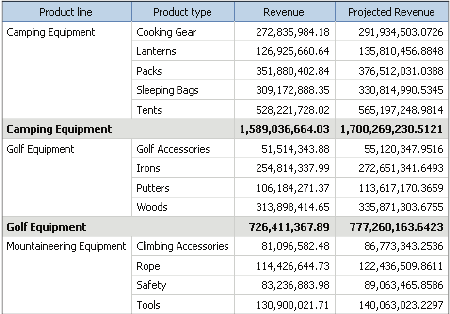 Product line Product type Revenue Projected Revenue
Camping Equipment Cooking Gear 272,835,984.18 291,934,503.0726
Lanterns 126,925,660.64 135,810,456.8848
Packs 351,880,402.84 376,512,031.0388
Sleeping Bags 309,172,888.35 330,814,990.5345
Tents 528,221,728.02 565,197,248.9814
Camping Equipment 1,589,036,664.03 1,700,269,230.5121
Golf Equipment Golf Accessories 51,514,343.88 55,120,347.9516
Irons 254,814,337.99 272,651,341.6493
Putters 106,184,271.37 113,617,170.3659
Woods 313,898,414.65 335,871,303.6755
Golf Equipment 726,411,367.89 777,260,163.6423
Mountaineering Equipment Climbing Accessories 81,096,582.48 86,773,343.2536
Rope 114,426,644.73 122,436,509.8611
Safety 83,236,883.98 89,063,465.8586
Tools 130,900,021.71 140,063,023.2297